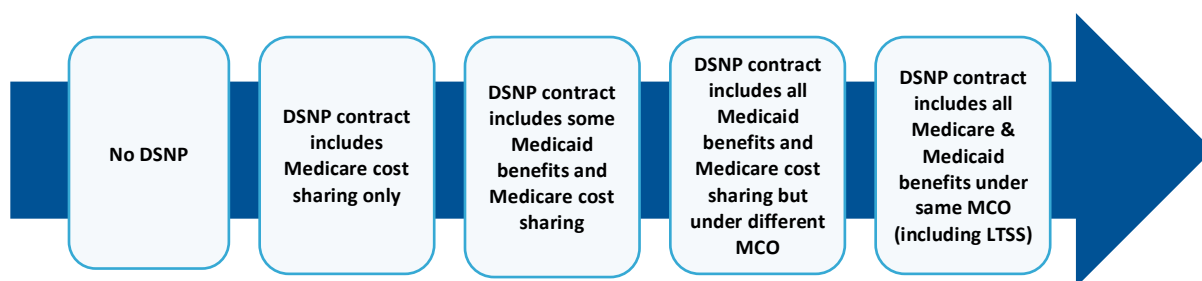 No DSNP
DSNP contract
includes
Medicare cost
sharing only
DSNP contract
includes some
Medicaid
benefits and
Medicare cost
sharing
DSNP contract
includes all
Medicaid
benefits and
Medicare cost
sharing but
under different
MCO
DSNP contract
includes all
Medicare &
Medicaid
benefits under
same MCO
(including LTSS)